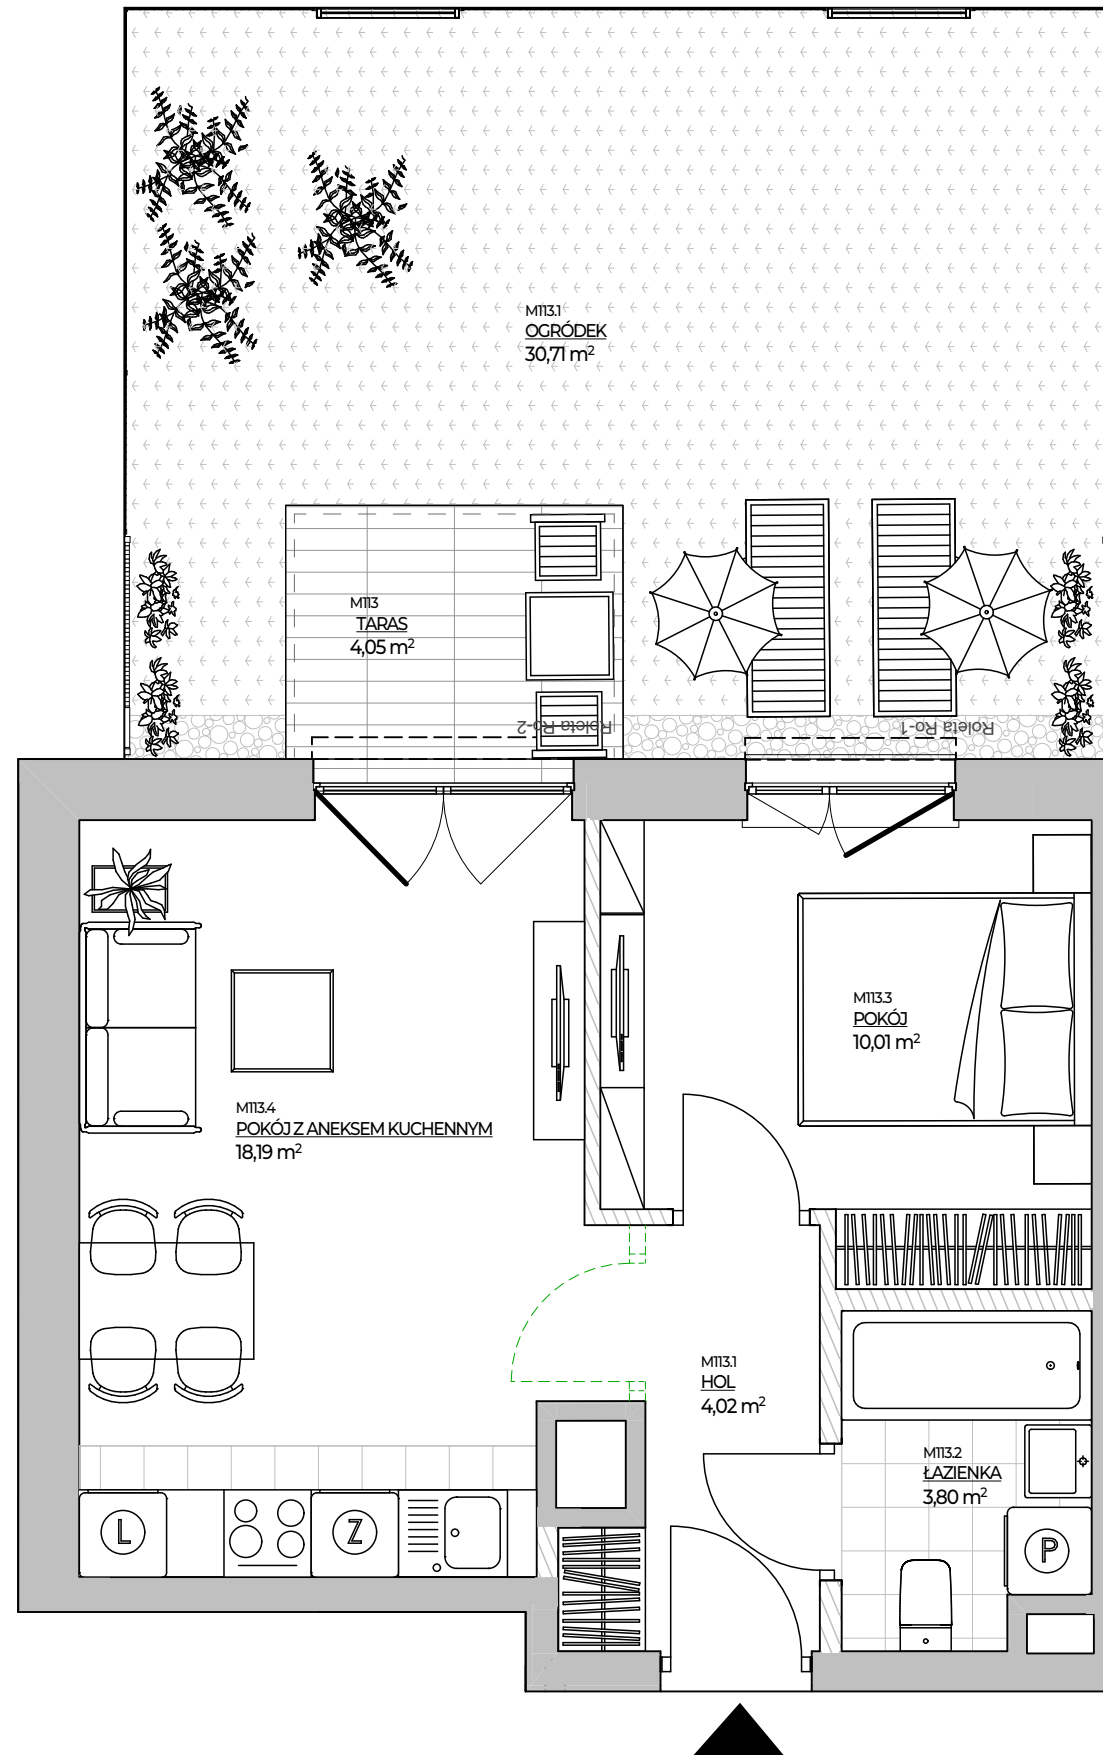 M113.1
OGRÓDEK
30,71 m²
M113
TARAS
4,05 m²
Roleta Ro-2
Roleta Ro-1
M113.3
POKÓJ
10,01 m²
M113.4
POKÓJ Z ANEKSEM KUCHENNYM
18,19 m²
M113.1
HOL
4,02 m²
M113.2
ŁAZIENKA
3,80 m²
L
Z
P